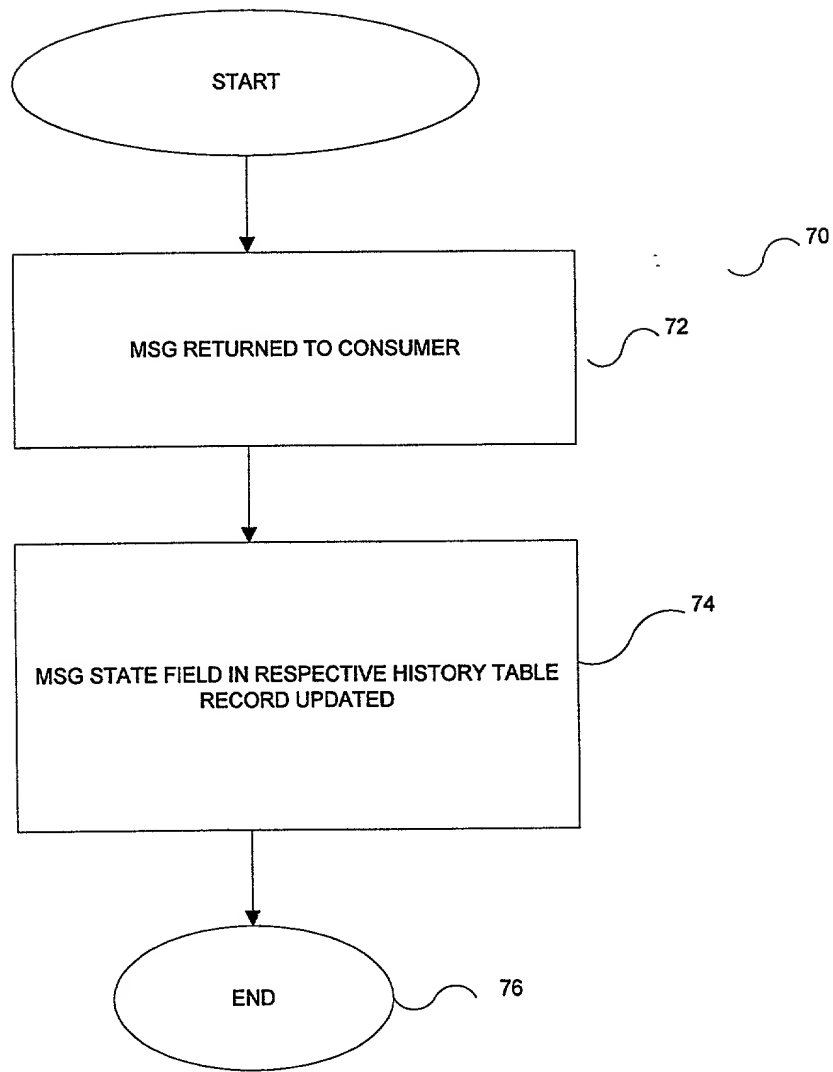 START
70
72
MSG RETURNED TO CONSUMER
74
MSG STATE FIELD IN RESPECTIVE HISTORY TABLE
RECORD UPDATED
END
76